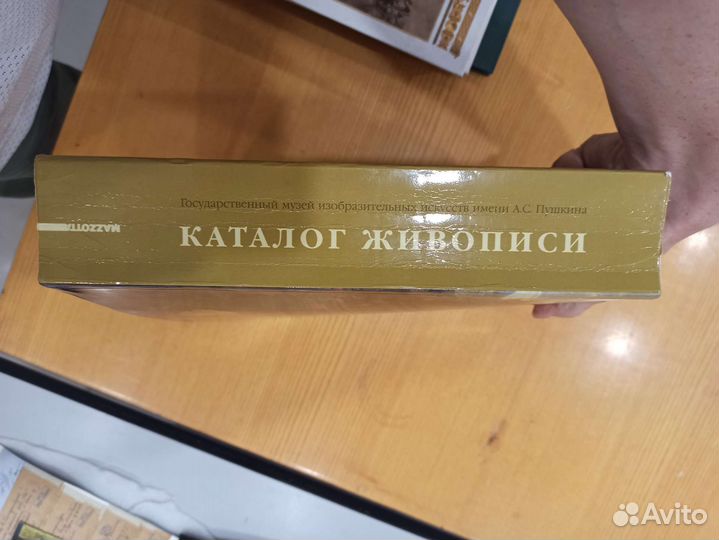 Государственный музей изобразительных искусств имени А.С. Пушкина
КАТАЛОГ ЖИВОПИСИ
MAZZOTTA
Avito